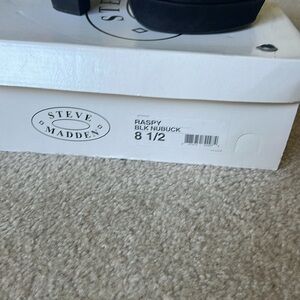 STEVE
MADDEN
RASPY
BLK NUBUCK
8 1/2